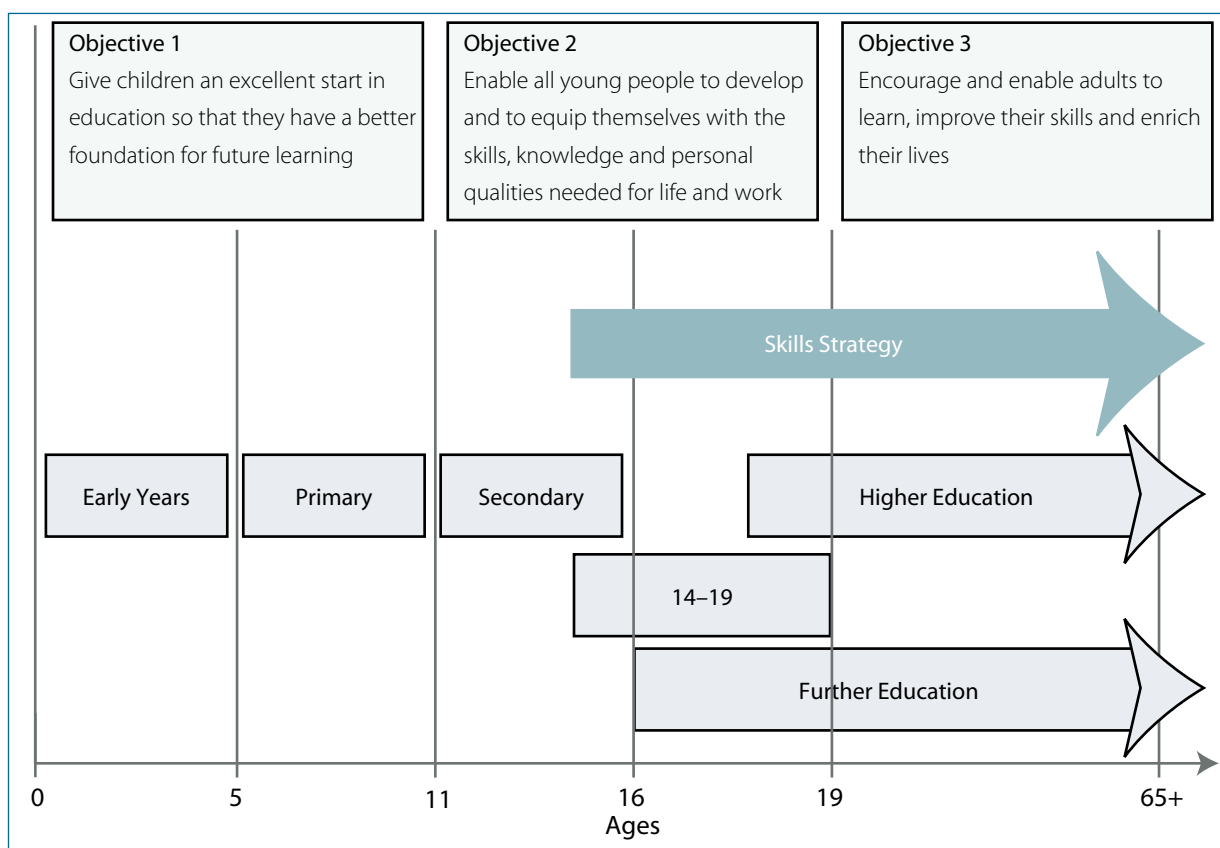 Objective 1
Give children an excellent start in
education so that they have a better
foundation for future learning
Objective 2
Enable all young people to develop
and to equip themselves with the
skills, knowledge and personal
qualities needed for life and work
Objective 3
Encourage and enable adults to
learn, improve their skills and enrich
their lives
Skills Strategy
Early Years
Primary
Secondary
Higher Education
14–19
Further Education
0
5
11
16
19
65+
Ages